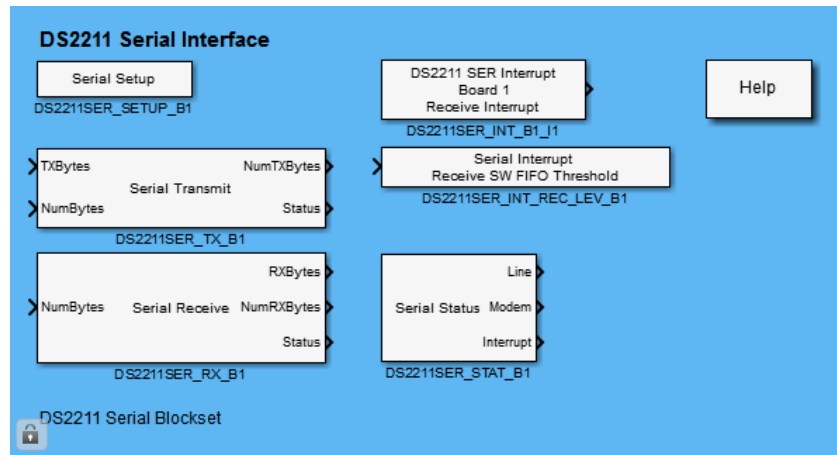 DS2211 Serial Interface
Serial Setup
DS2211SER_SETUP_B1
DS2211 SER Interrupt
Board 1
Receive Interrupt
DS2211SER_INT_B1_I1
Help
TXBytes
NumTXBytes
Serial Transmit
NumBytes
Status
DS2211SER_TX_B1
Serial Interrupt
Receive SW FIFO Threshold
DS2211SER_INT_REC_LEV_B1
RXBytes
NumBytes
Serial Receive
NumRXBytes
Status
DS2211SER_RX_B1
Line
Serial Status
Modem
Interrupt
DS2211SER_STAT_B1
DS2211 Serial Blockset